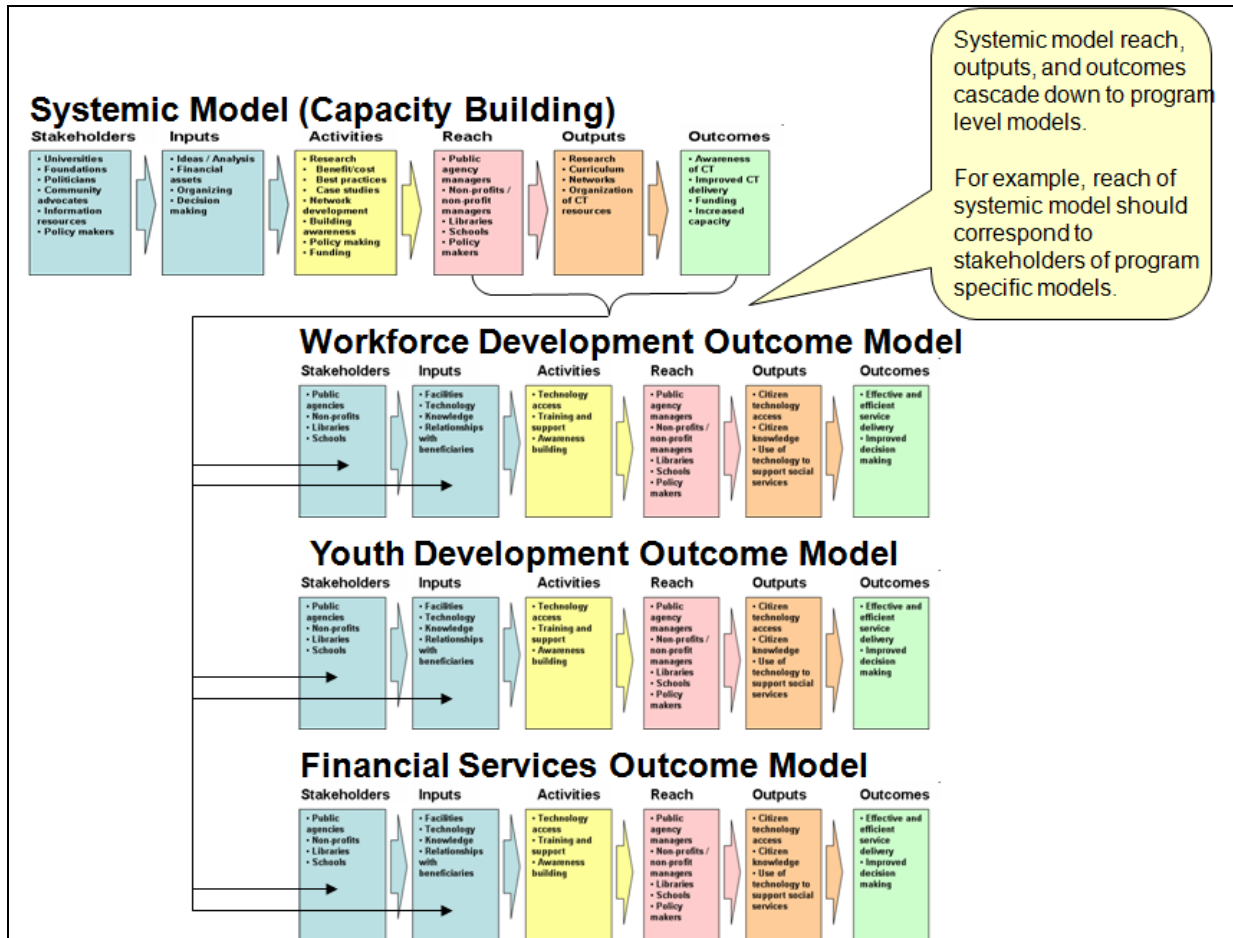 Systemic model reach,
outputs, and outcomes
cascade down to program
level models.
For example, reach of
systemic model should
correspond to
stakeholders of program
specific models.
Systemic Model (Capacity Building)
Stakeholders
• Universities
• Foundations
• Politicians
• Community
advocates
• Information
resources
• Policy makers
Inputs
• Ideas / Analysis
• Financial
assets
• Organizing
• Decision
making
Activities
• Research
Benefit/cost
• Best practices
• Case studies
• Network
development
• Building
awareness
• Policy making
• Funding
Reach
• Public
agency
managers
• Non-profits /
non-profit
managers
• Libraries
• Schools
• Policy
makers
Outputs
• Research
• Curriculum
• Networks
• Organization
of CT
resources
Outcomes
• Awareness
of CT
• Improved CT
delivery
• Funding
• Increased
capacity
Workforce Development Outcome Model
Stakeholders
• Public
agencies
• Non-profits
• Libraries
• Schools
Inputs
• Facilities
• Technology
• Knowledge
• Relationships
with
beneficiaries
Activities
• Technology
access
• Training and
support
• Awareness
building
Reach
• Public
agency
managers
• Non-profits /
non-profit
managers
• Libraries
• Schools
• Policy
makers
Outputs
• Citizen
technology
access
• Citizen
knowledge
• Use of
technology to
support social
services
Outcomes
• Effective and
efficient
service
delivery
• Improved
decision
making
Youth Development Outcome Model
Stakeholders
• Public
agencies
• Non-profits
• Libraries
• Schools
Inputs
• Facilities
• Technology
• Knowledge
• Relationships
with
beneficiaries
Activities
• Technology
access
• Training and
support
• Awareness
building
Reach
• Public
agency
managers
• Non-profits /
non-profit
managers
• Libraries
• Schools
• Policy
makers
Outputs
• Citizen
technology
access
• Citizen
knowledge
• Use of
technology to
support social
services
Outcomes
• Effective and
efficient
service
delivery
• Improved
decision
making
Financial Services Outcome Model
Stakeholders
• Public
agencies
• Non-profits
• Libraries
• Schools
Inputs
• Facilities
• Technology
• Knowledge
• Relationships
with
beneficiaries
Activities
• Technology
access
• Training and
support
• Awareness
building
Reach
• Public
agency
managers
• Non-profits /
non-profit
managers
• Libraries
• Schools
• Policy
makers
Outputs
• Citizen
technology
access
• Citizen
knowledge
• Use of
technology to
support social
services
Outcomes
• Effective and
efficient
service
delivery
• Improved
decision
making